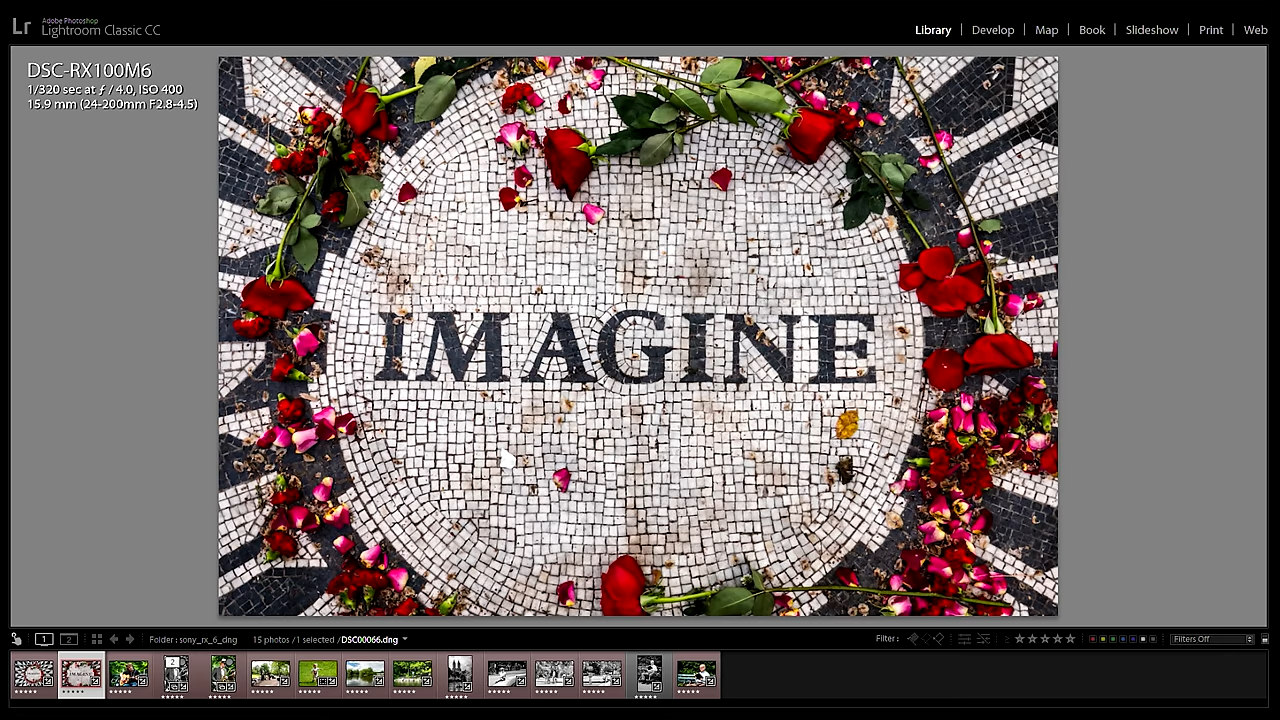 Lr
Adobe Photoshop
Lightroom Classic CC
Library | Develop | Map | Book | Slideshow | Print | Web
DSC-RX100M6
1/320 sec at ƒ / 4.0, ISO 400
15.9 mm (24-200mm F2.8-4.5)
IMAGINE
1 2 Folder : sony_rx_6_dng 15 photos / 1 selected / DSC00066.dng Filter : Filters Off
2